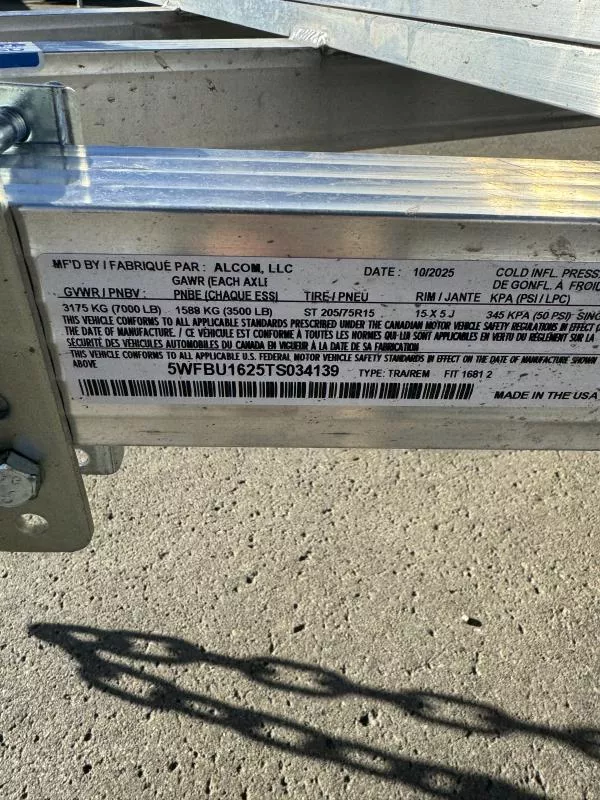 MF'D BY / FABRIQUÉ PAR : ALCOM, LLC DATE : 10/2025 COLD INFL. PRESS
GAWR (EACH AXLE DE GONFL. À FROID
GVWR / PNBV : PNBE (CHAQUE ESS) TIRE / PNEU RIM / JANTE KPA (PSI / LPC)
3175 KG (7000 LB) 1588 KG (3500 LB) ST 205/75R15 15 X 5 J 345 KPA (50 PSI) SING
THIS VEHICLE CONFORMS TO ALL APPLICABLE STANDARDS PRESCRIBED UNDER THE CANADIAN MOTOR VEHICLE SAFETY REGULATIONS IN EFFECT ON
THE DATE OF MANUFACTURE. / CE VÉHICULE EST CONFORME À TOUTES LES NORMES QUI LUI SONT APPLICABLES EN VERTU DU RÈGLEMENT SUR LA
SÉCURITÉ DES VÉHICULES AUTOMOBILES DU CANADA EN VIGUEUR À LA DATE DE SA FABRICATION
THIS VEHICLE CONFORMS TO ALL APPLICABLE U.S. FEDERAL MOTOR VEHICLE SAFETY STANDARDS IN EFFECT ON THE DATE OF MANUFACTURE SHOWN
ABOVE
5WFBU1625TS034139 TYPE: TRA/REM FIT 1681 2
MADE IN THE USA